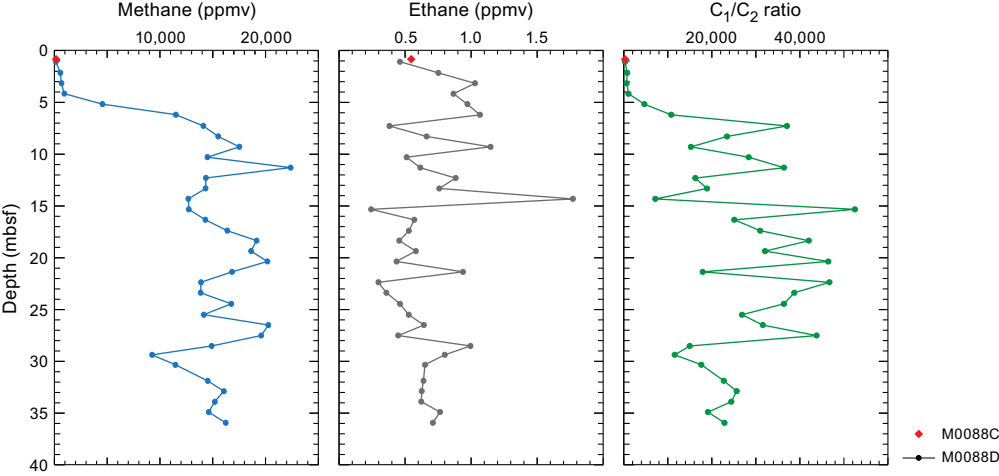 Methane (ppmv)
Ethane (ppmv)
C₁/C₂ ratio
10,000 20,000
0.5 1.0 1.5
20,000 40,000
0
5
10
15
20
25
30
35
40
Depth (mbsf)
M0088C
M0088D